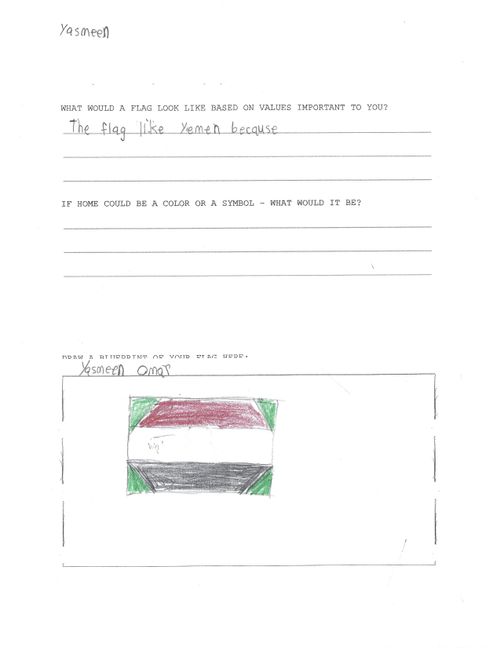 Yasmeen
WHAT WOULD A FLAG LOOK LIKE BASED ON VALUES IMPORTANT TO YOU?
The flag like Yemen because
IF HOME COULD BE A COLOR OR A SYMBOL - WHAT WOULD IT BE?
DRAW A BLUEPRINT OF YOUR FLAG HERE:
Yasmeen Omar